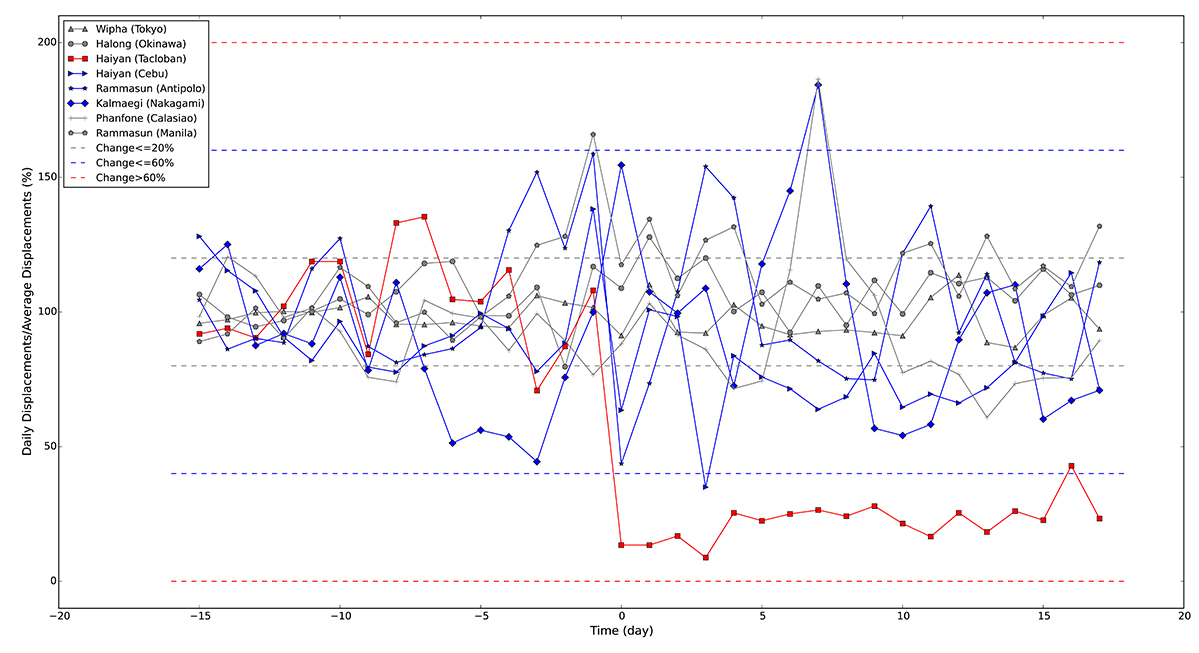 Wipha (Tokyo)
Halong (Okinawa)
Haiyan (Tacloban)
Haiyan (Cebu)
Rammasun (Antipolo)
Kalmaegi (Nakagami)
Phanfone (Calasiao)
Rammasun (Manila)
Change<=20%
Change<=60%
Change>60%
Daily Displacements/Average Displacements (%)
200
150
100
50
0
−20 −15 −10 −5 0 5 10 15 20
Time (day)